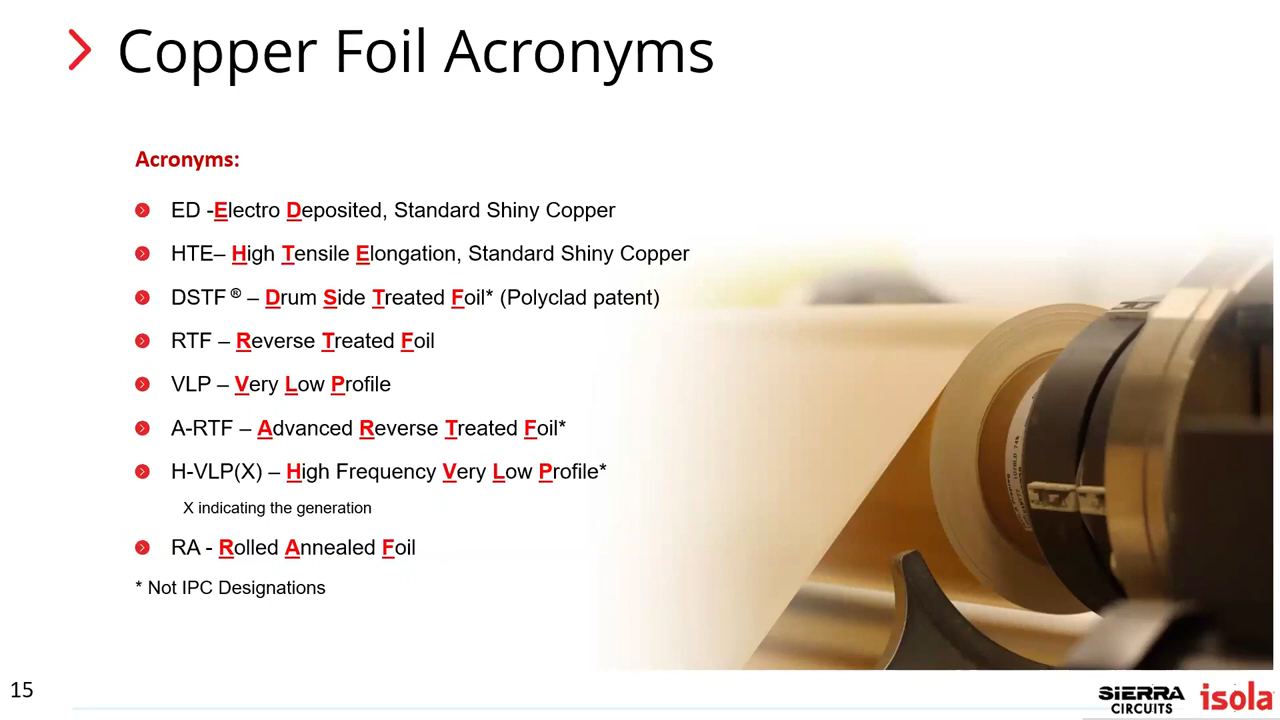 Copper Foil Acronyms
Acronyms:
ED -Electro Deposited, Standard Shiny Copper
HTE– High Tensile Elongation, Standard Shiny Copper
DSTF ® – Drum Side Treated Foil* (Polyclad patent)
RTF – Reverse Treated Foil
VLP – Very Low Profile
A-RTF – Advanced Reverse Treated Foil*
H-VLP(X) – High Frequency Very Low Profile*
X indicating the generation
RA - Rolled Annealed Foil
* Not IPC Designations
15
SIERRA
CIRCUITS
isola